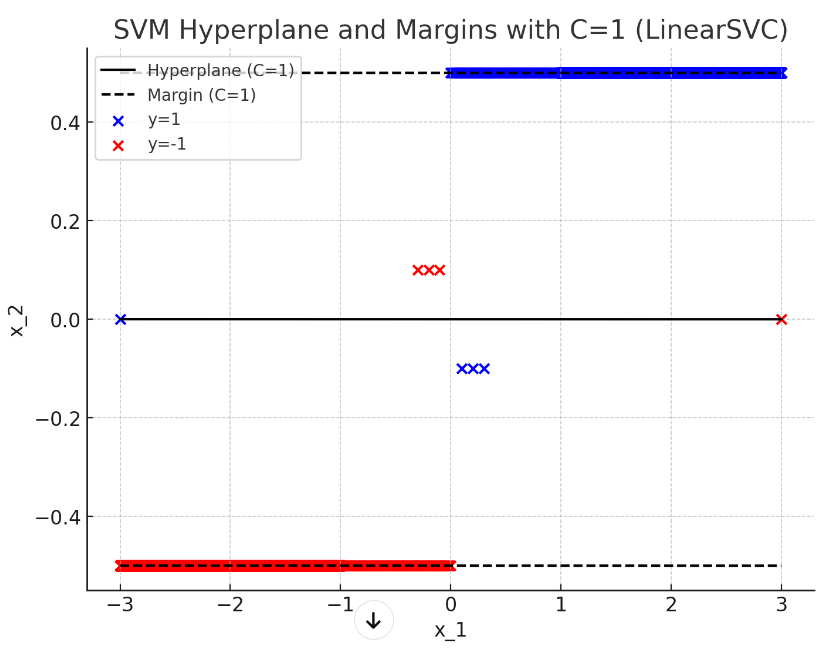 SVM Hyperplane and Margins with C=1 (LinearSVC)
Hyperplane (C=1)
Margin (C=1)
y=1
y=-1
0.4
0.2
0.0
−0.2
−0.4
x_2
−3
−2
−1
0
1
2
3
x_1